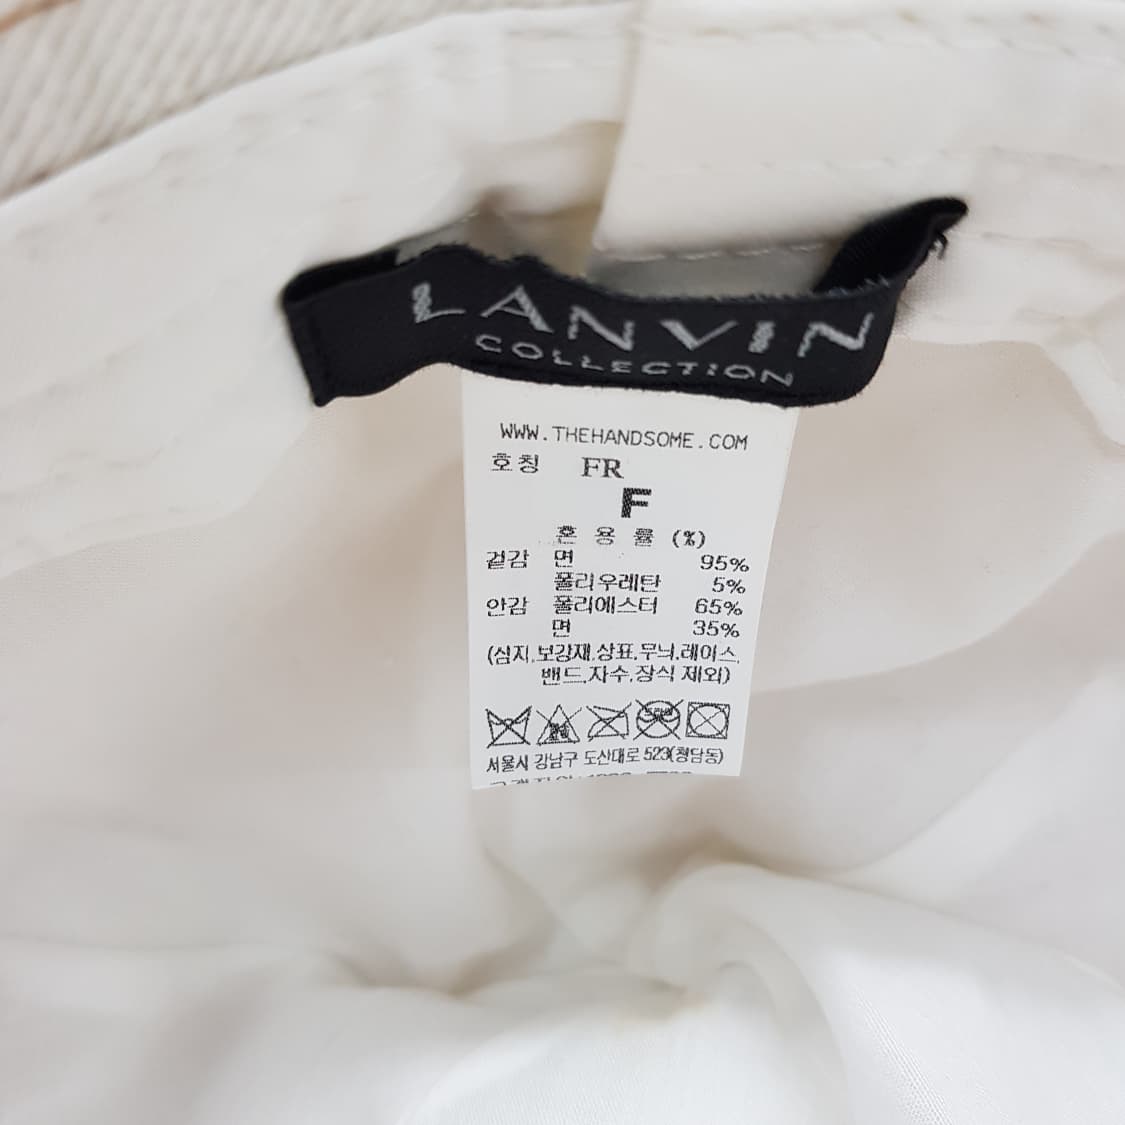 LANVIN
COLLECTION
WWW.THEHANDSOME.COM
호칭 FR
F
혼 용 률 (%)
겉감 면 95%
폴리우레탄 5%
안감 폴리에스터 65%
면 35%
(심지,보강재,상표,무늬,레이스,
밴드,자수,장식 제외)
서울시 강남구 도산대로 523(청담동)